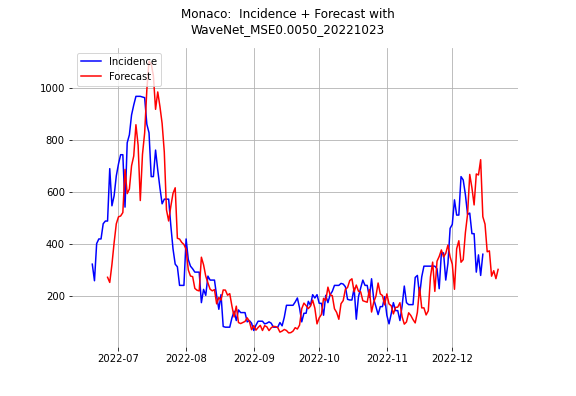 Monaco:  Incidence + Forecast with
WaveNet_MSE0.0050_20221023
Incidence
Forecast
1000
800
600
400
200
2022-07
2022-08
2022-09
2022-10
2022-11
2022-12